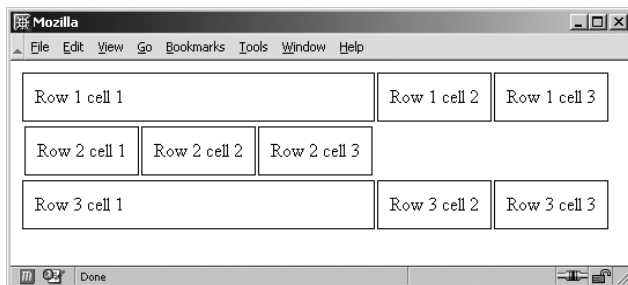 Mozilla
File Edit View Go Bookmarks Tools Window Help
Row 1 cell 1 Row 1 cell 2 Row 1 cell 3
Row 2 cell 1 Row 2 cell 2 Row 2 cell 3
Row 3 cell 1 Row 3 cell 2 Row 3 cell 3
Done